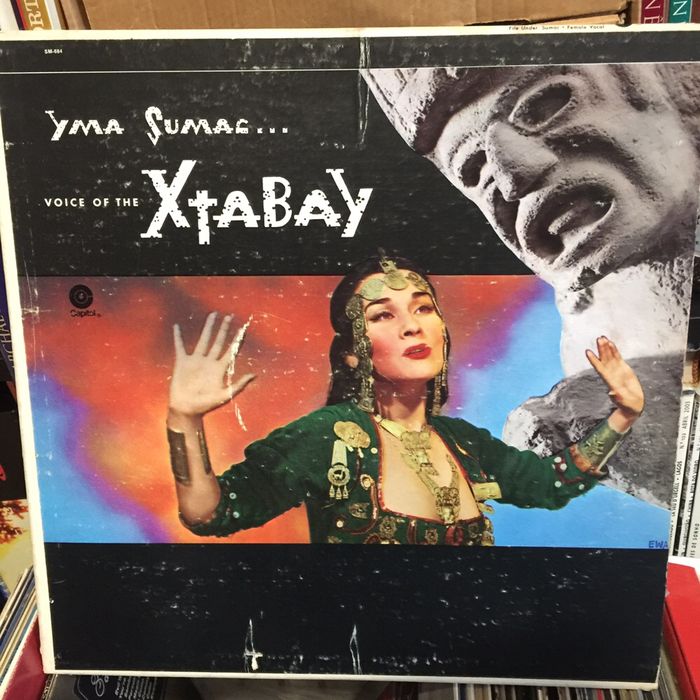 File Under: Sumac • Female Vocal
SM-684
YMA SUMAC...
VOICE OF THE XTABAY
Capitol
EWA